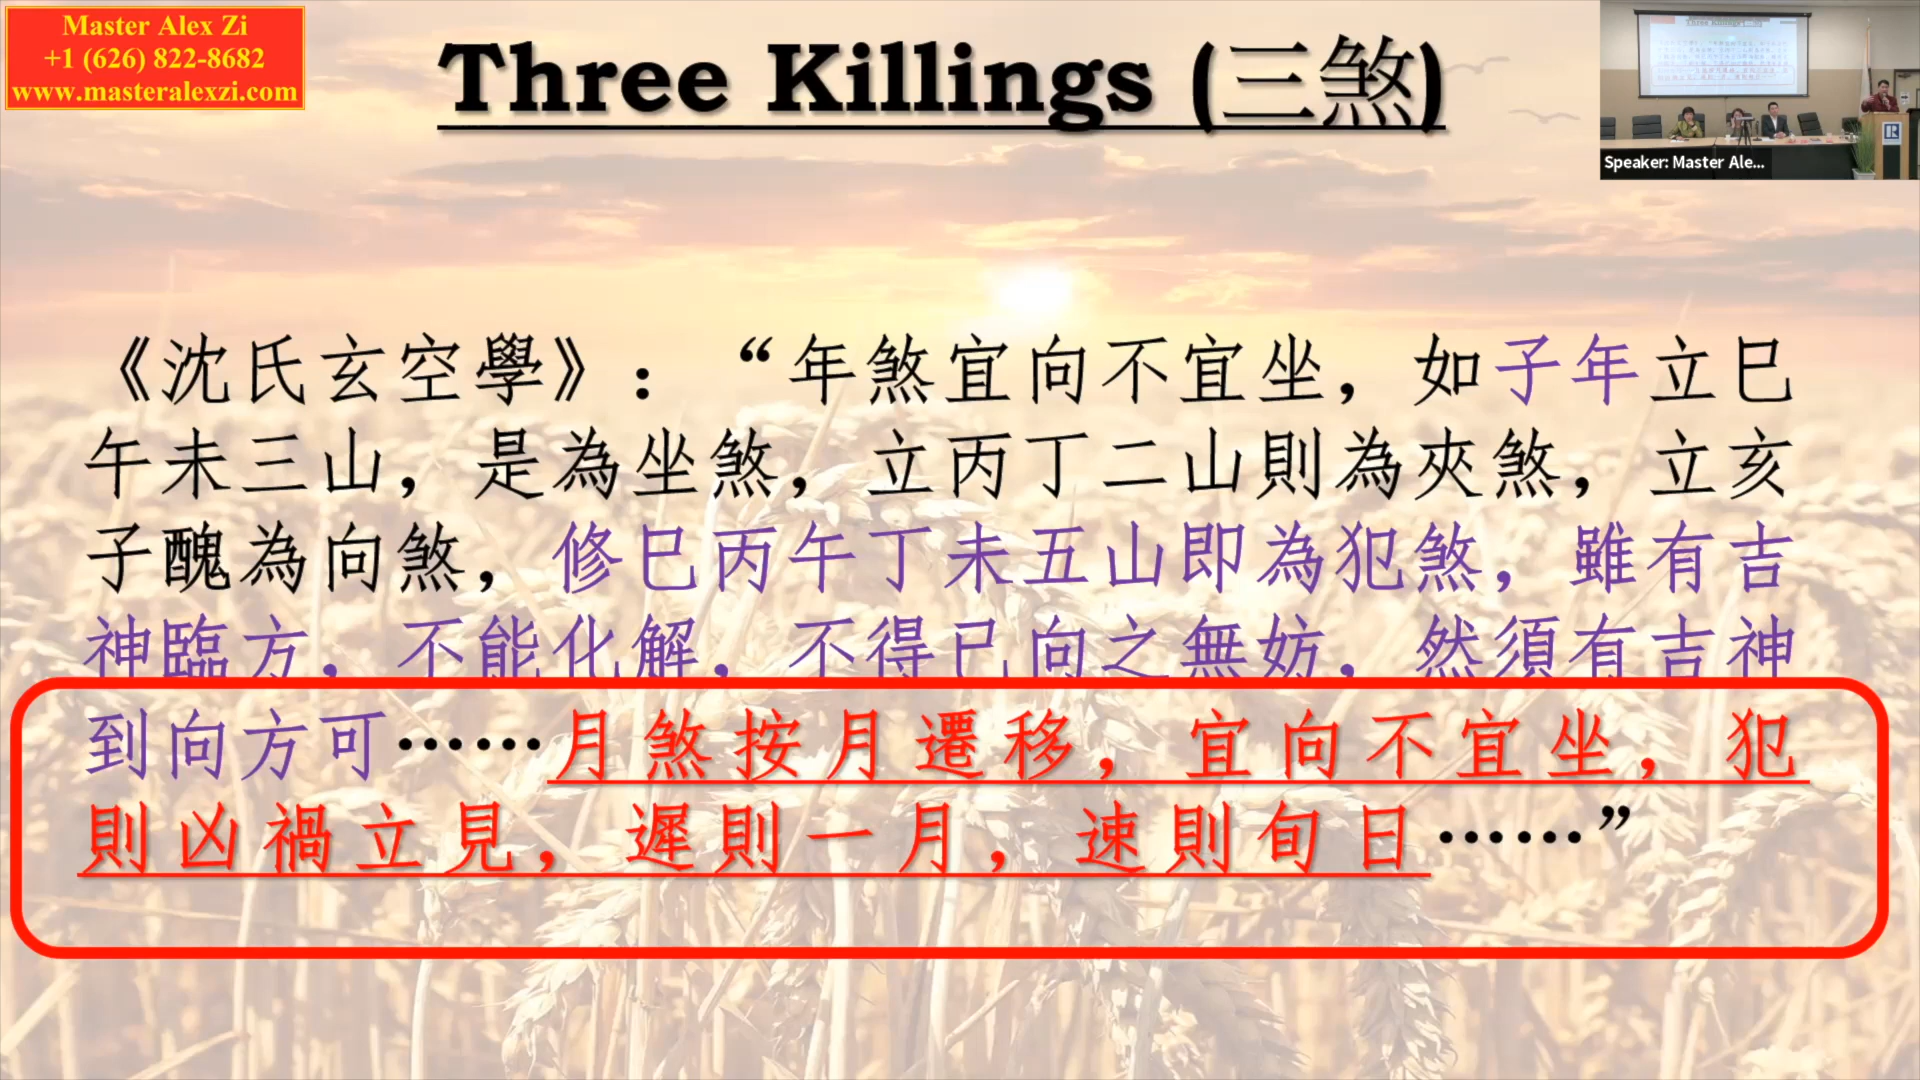 Master Alex Zi
+1 (626) 822-8682
www.masteralexzi.com
Three Killings (三煞)
Speaker: Master Ale...
《沈氏玄空學》：“年煞宜向不宜坐，如子年立巳
午未三山，是為坐煞，立丙丁二山則為夾煞，立亥
子醜為向煞，修巳丙午丁未五山即為犯煞，雖有吉
神臨方，不能化解，不得已向之無妨，然須有吉神
到向方可……月煞按月遷移，宜向不宜坐，犯
則凶禍立見，遲則一月，速則旬日……”